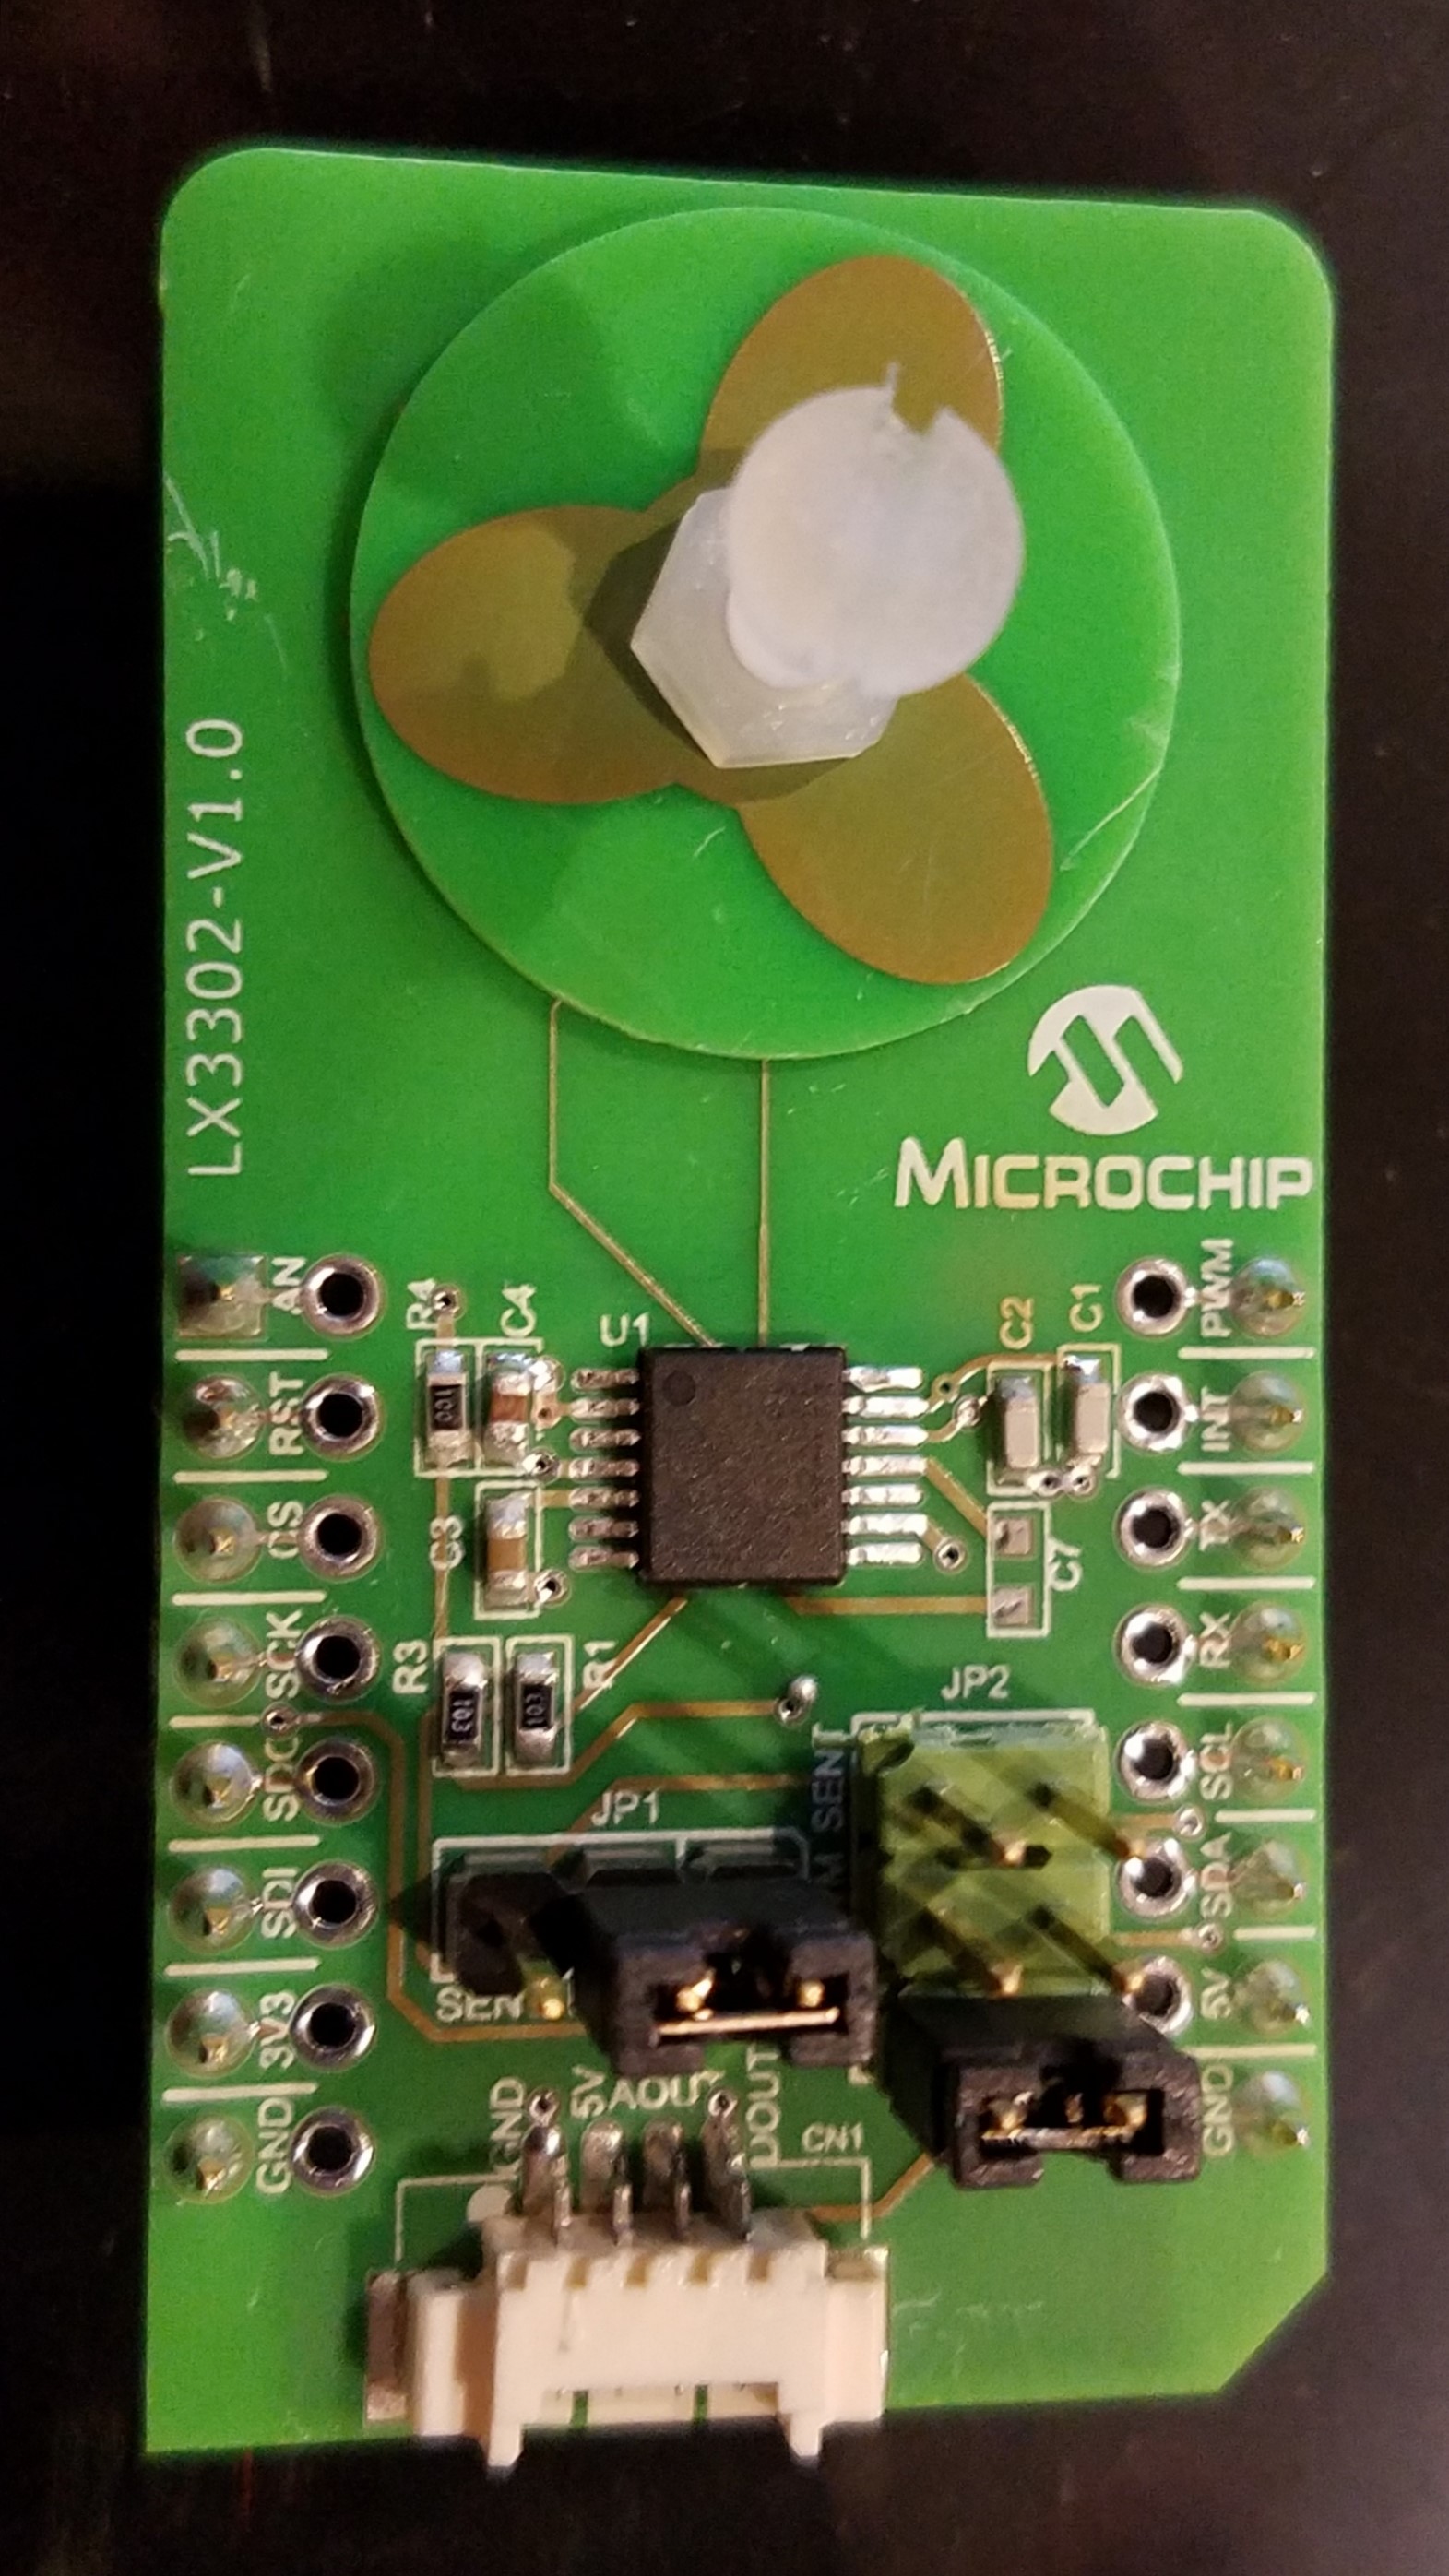 LX3302-V1.0
MICROCHIP
AN
RST
CS
SCK
SDO
SDI
3V3
GND
PWM
INT
TX
RX
SCL
SDA
5V
GND
R4
C4
U1
C2
C1
001
C3
C7
R3
R1
103
103
JP2
JP1
SENT
SEN
GND
5V
AOUT
DOUT
CN1